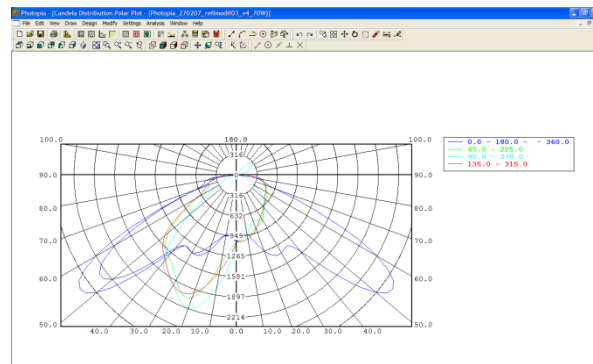 Photopia - [Candela Distribution Polar Plot - (Photopia_270207_reflmodif03_v4_70W)]
File Edit View Draw Design Modify Settings Analysis Window Help
100.0 180.0 100.0
0.0 - 180.0 - - 360.0
45.0 - 225.0
90.0 - 270.0
135.0 - 315.0
316
90.0 0 90.0
316
80.0 632 80.0
949
70.0 1265 70.0
1581
60.0 1897 60.0
2214
50.0 40.0 30.0 20.0 10.0 0.0 10.0 20.0 30.0 40.0 50.0